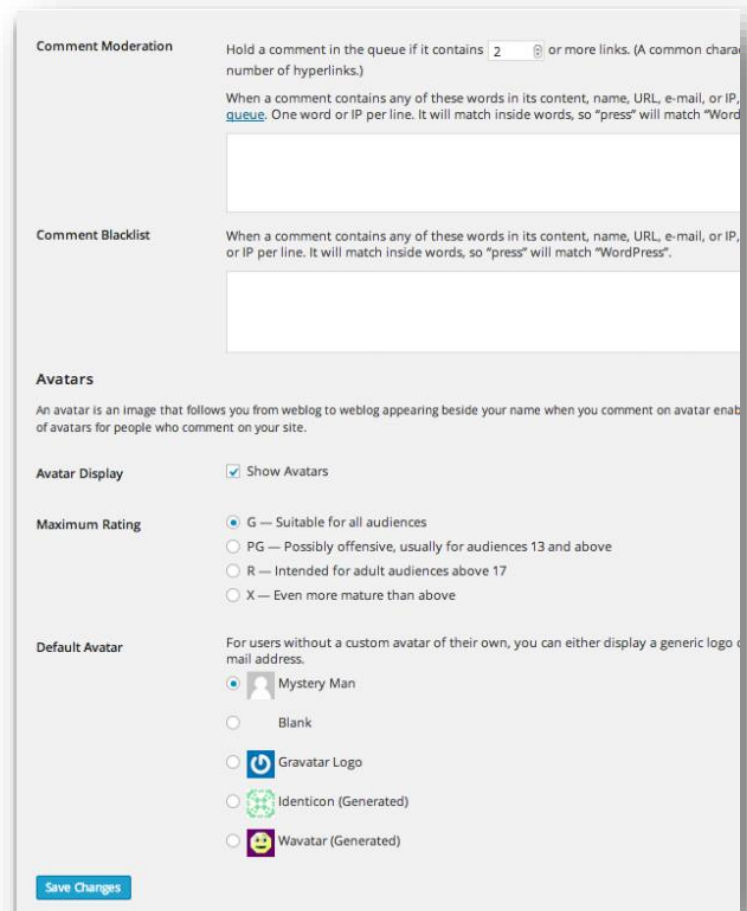 Comment Moderation
Hold a comment in the queue if it contains 2 or more links. (A common
number of hyperlinks.)
When a comment contains any of these words in its content, name, URL, e-mail, or IP,
queue. One word or IP per line. It will match inside words, so “press” will match
Comment Blacklist
When a comment contains any of these words in its content, name, URL, e-mail, or IP,
or IP per line. It will match inside words, so “press” will match “WordPress”.
Avatars
An avatar is an image that follows you from weblog to weblog appearing beside your name when you comment on avatar
of avatars for people who comment on your site.
Avatar Display
Show Avatars
Maximum Rating
G — Suitable for all audiences
PG — Possibly offensive, usually for audiences 13 and above
R — Intended for adult audiences above 17
X — Even more mature than above
Default Avatar
For users without a custom avatar of their own, you can either display a generic logo
mail address.
Mystery Man
Blank
Gravatar Logo
Identicon (Generated)
Wavatar (Generated)
Save Changes